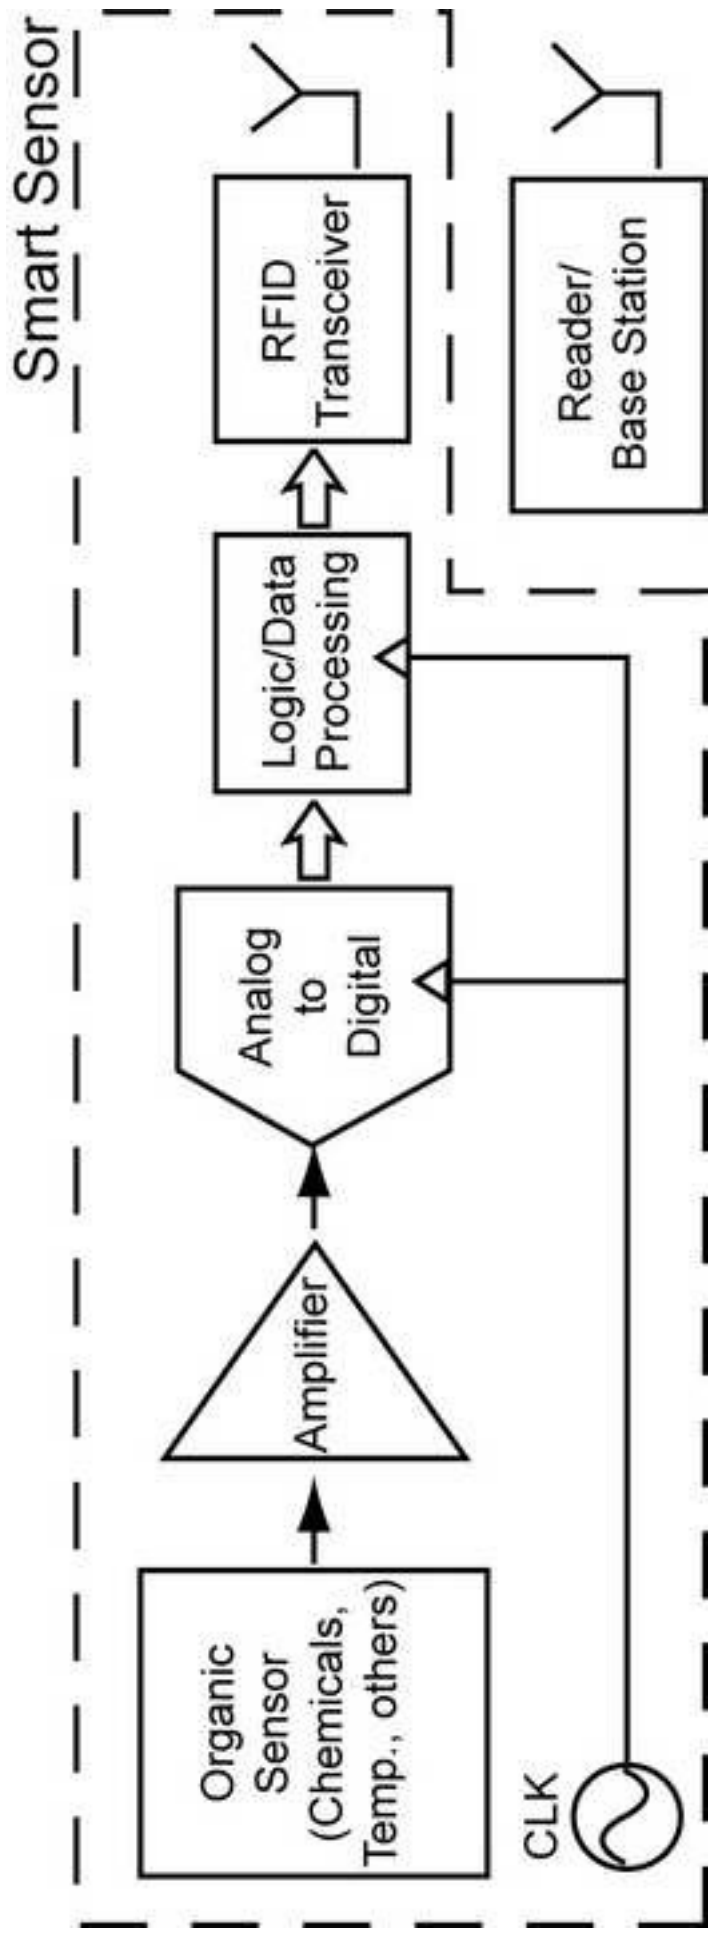 Smart Sensor
Organic
Sensor
(Chemicals,
Temp., others)
Amplifier
Analog
to
Digital
Logic/Data
Processing
RFID
Transceiver
CLK
Reader/
Base Station